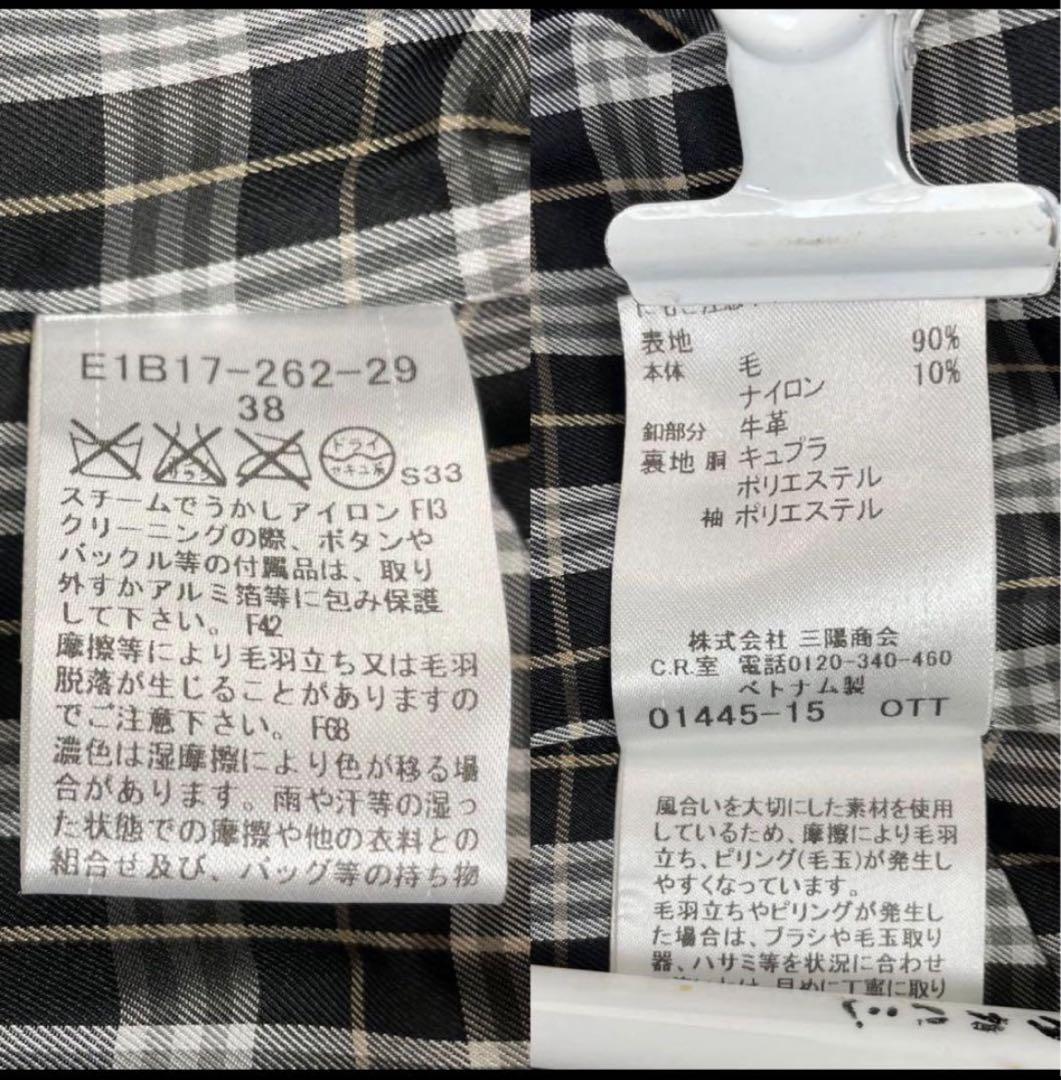 E1B17-262-29
38
エンソ
ドライ
セキユ系
S33
スチームでうかしアイロン F13
クリーニングの際、ボタンや
バックル等の付属品は、取り
外すかアルミ箔等に包み保護
して下さい。 F42
摩擦等により毛羽立ち又は毛羽
脱落が生じることがありますの
でご注意下さい。 F68
濃色は湿摩擦により色が移る場
合があります。雨や汗等の湿っ
た状態での摩擦や他の衣料との
組合せ及び、バッグ等の持ち物
にもご注意
表地 90%
本体 毛 10%
ナイロン
釦部分 牛革
裏地 胴 キュプラ
ポリエステル
袖 ポリエステル
株式会社 三陽商会
C.R.室 電話0120-340-460
ベトナム製
01445-15 OTT
風合いを大切にした素材を使用
しているため、摩擦により毛羽
立ち、ピリング(毛玉)が発生し
やすくなっています。
毛羽立ちやピリングが発生し
た場合は、ブラシや毛玉取り
器、ハサミ等を状況に合わせ
早めに丁寧に取り